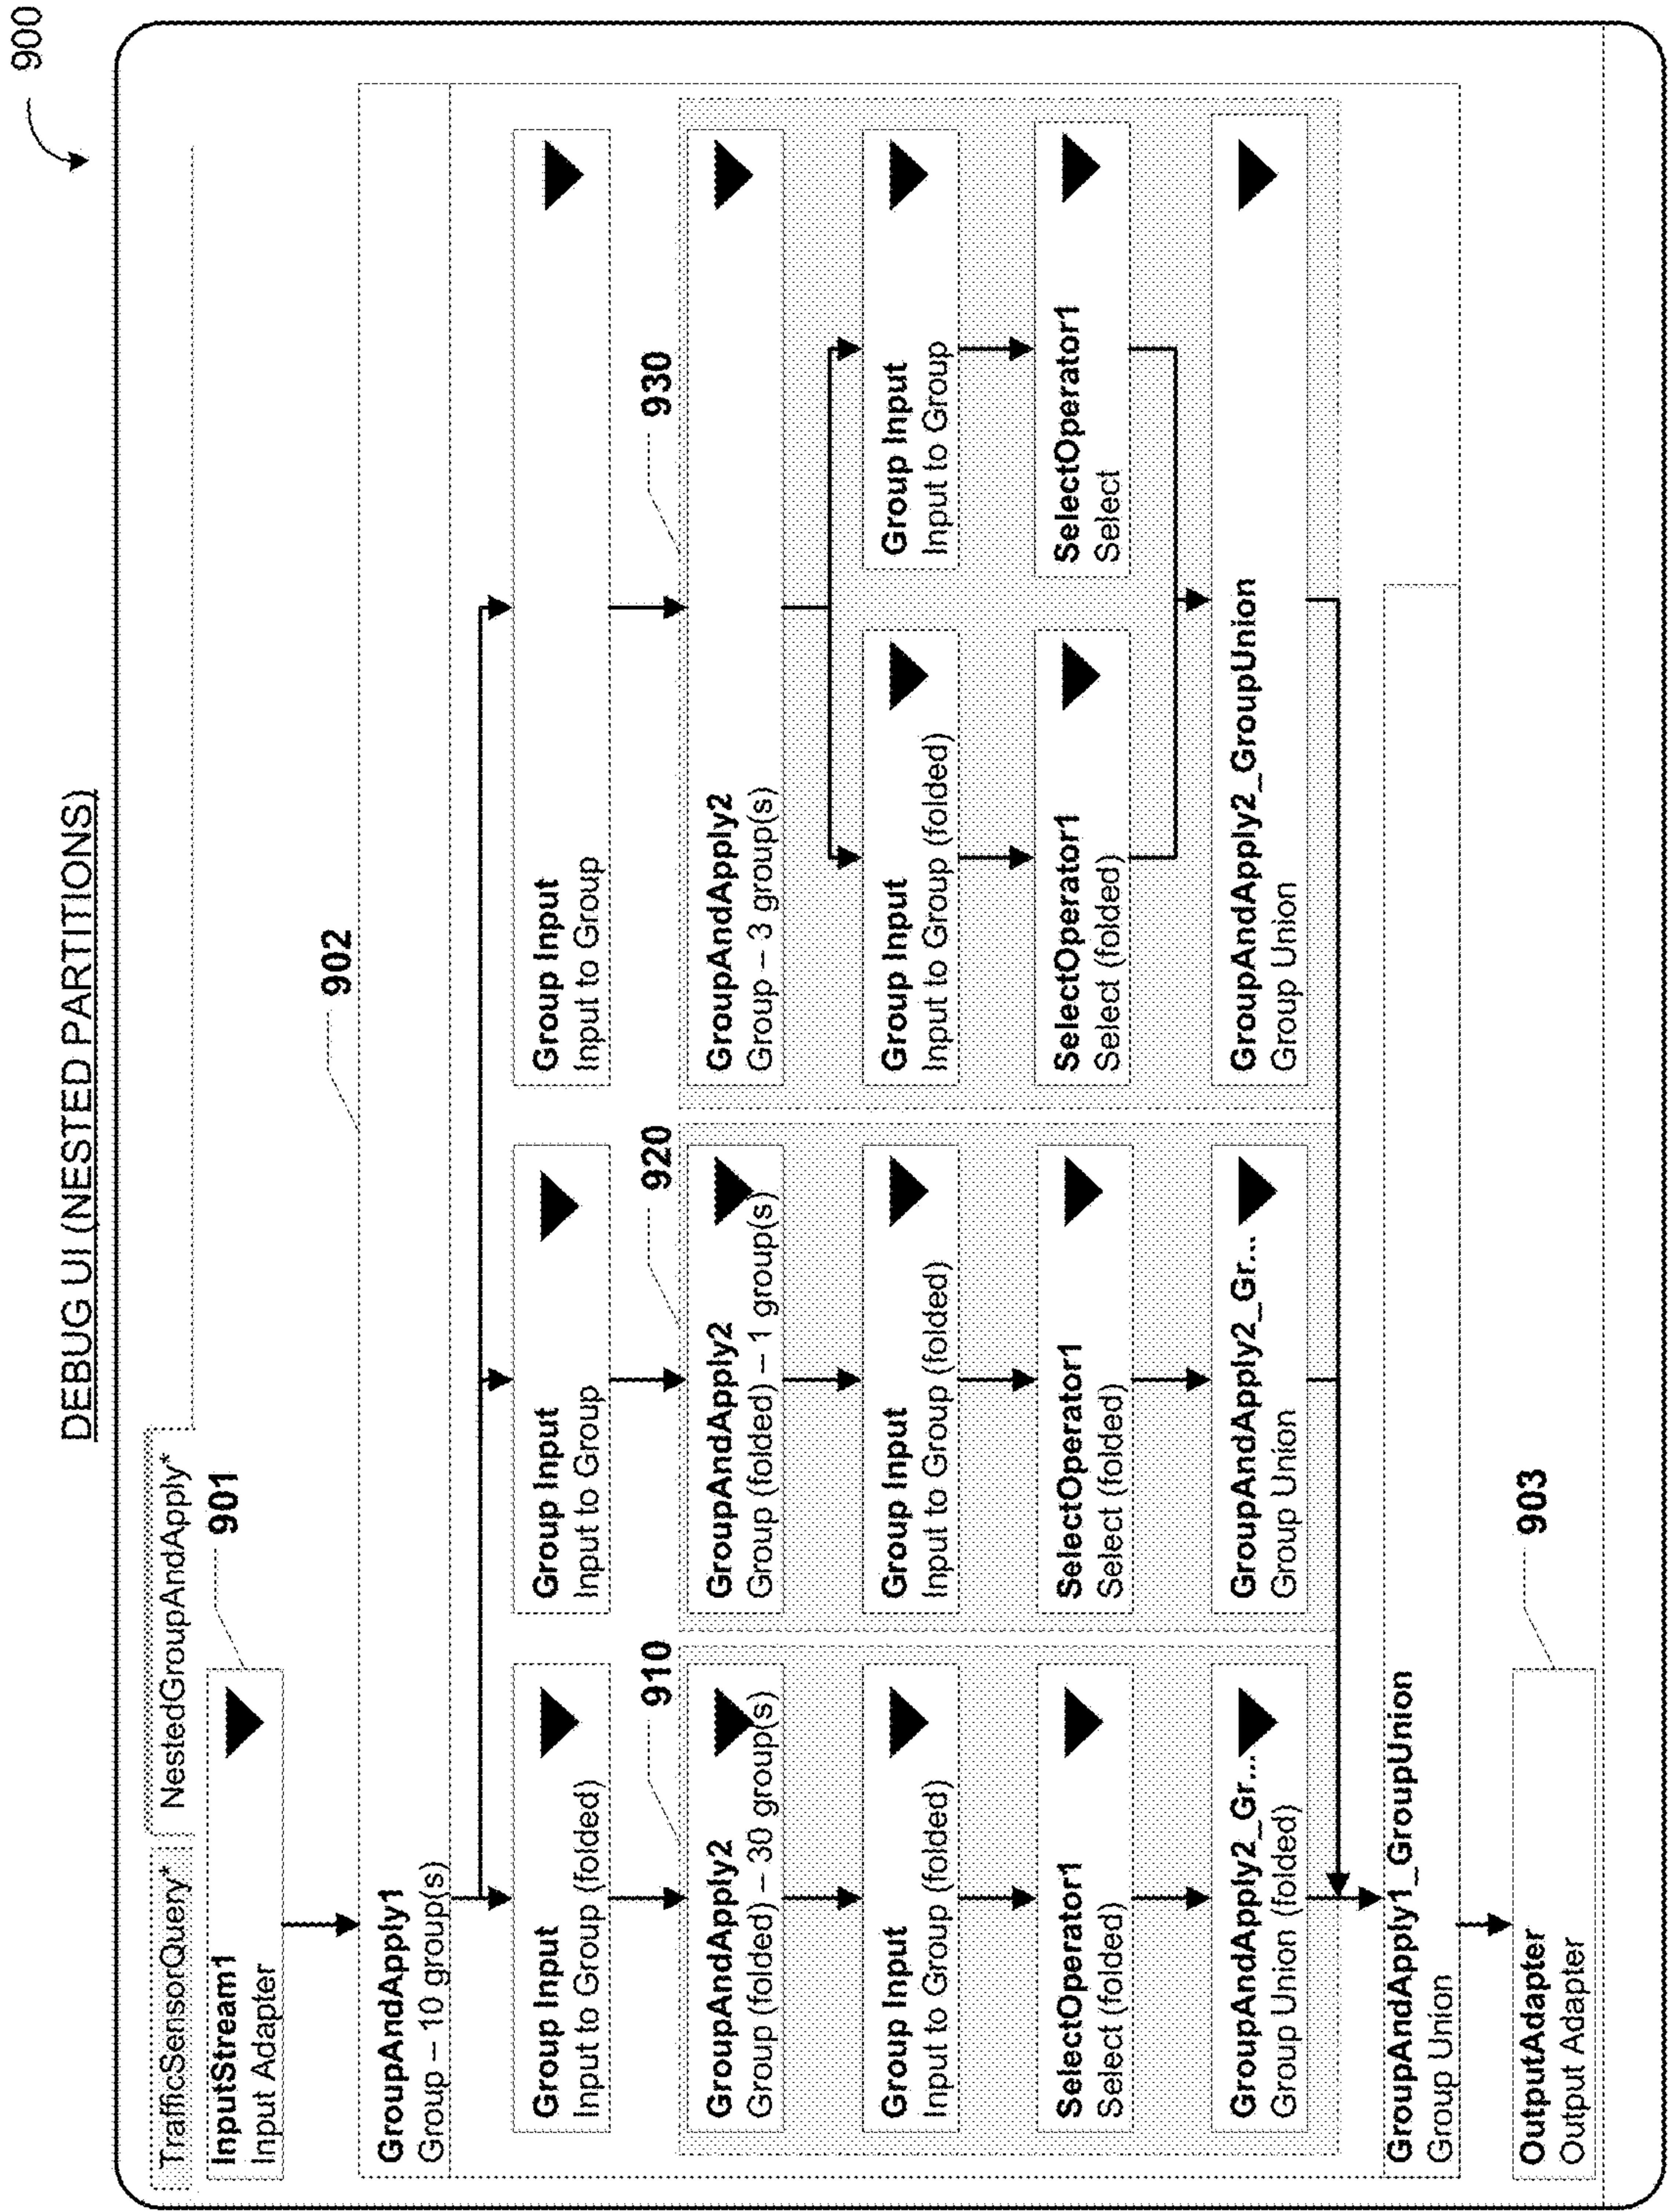 900
DEBUG UI (NESTED PARTITIONS)
TrafficSensorQuery*
NestedGroupAndApply*
901
InputStream1
Input Adapter
902
GroupAndApply1
Group – 10 group(s)
Group Input
Input to Group (folded)
Group Input
Input to Group
Group Input
Input to Group
910
920
930
GroupAndApply2
Group (folded) – 30 group(s)
GroupAndApply2
Group (folded) – 1 group(s)
GroupAndApply2
Group – 3 group(s)
Group Input
Input to Group (folded)
Group Input
Input to Group (folded)
Group Input
Input to Group (folded)
Group Input
Input to Group
SelectOperator1
Select (folded)
SelectOperator1
Select (folded)
SelectOperator1
Select (folded)
SelectOperator1
Select
GroupAndApply2_Gr...
Group Union (folded)
GroupAndApply2_Gr...
Group Union
GroupAndApply2_GroupUnion
Group Union
GroupAndApply1_GroupUnion
Group Union
903
OutputAdapter
Output Adapter